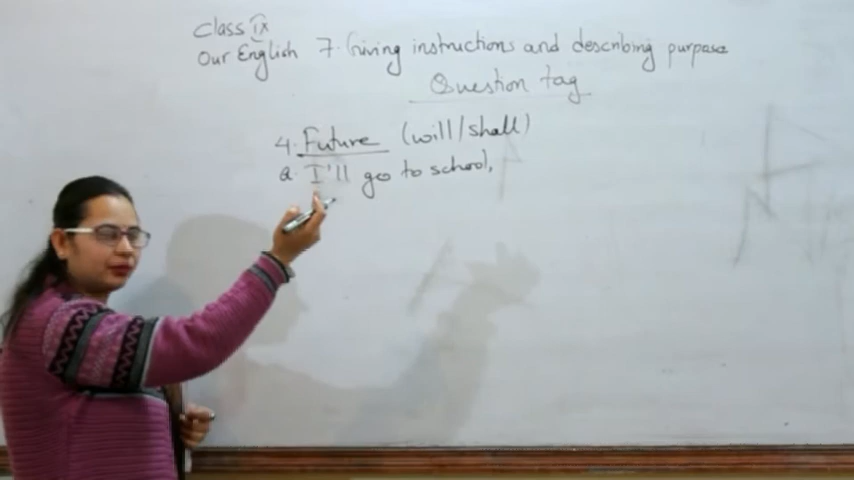 Class IX
Our English 7. Giving instructions and describing purpose
Question tag
4. Future (will/shall)
a. I'll go to school,